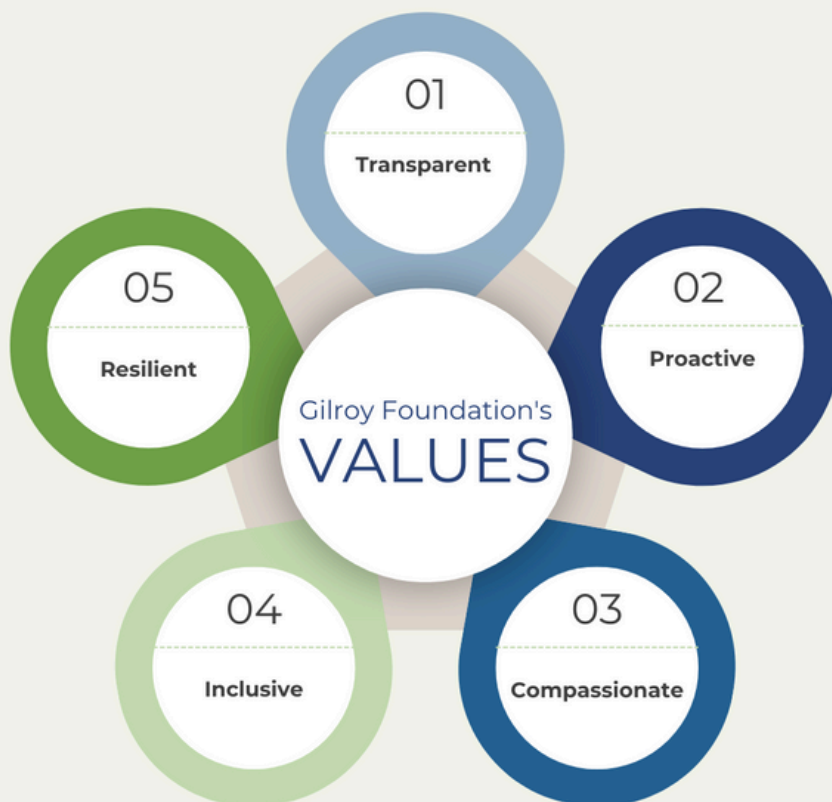 01
Transparent
02
Proactive
03
Compassionate
04
Inclusive
05
Resilient
Gilroy Foundation's
VALUES